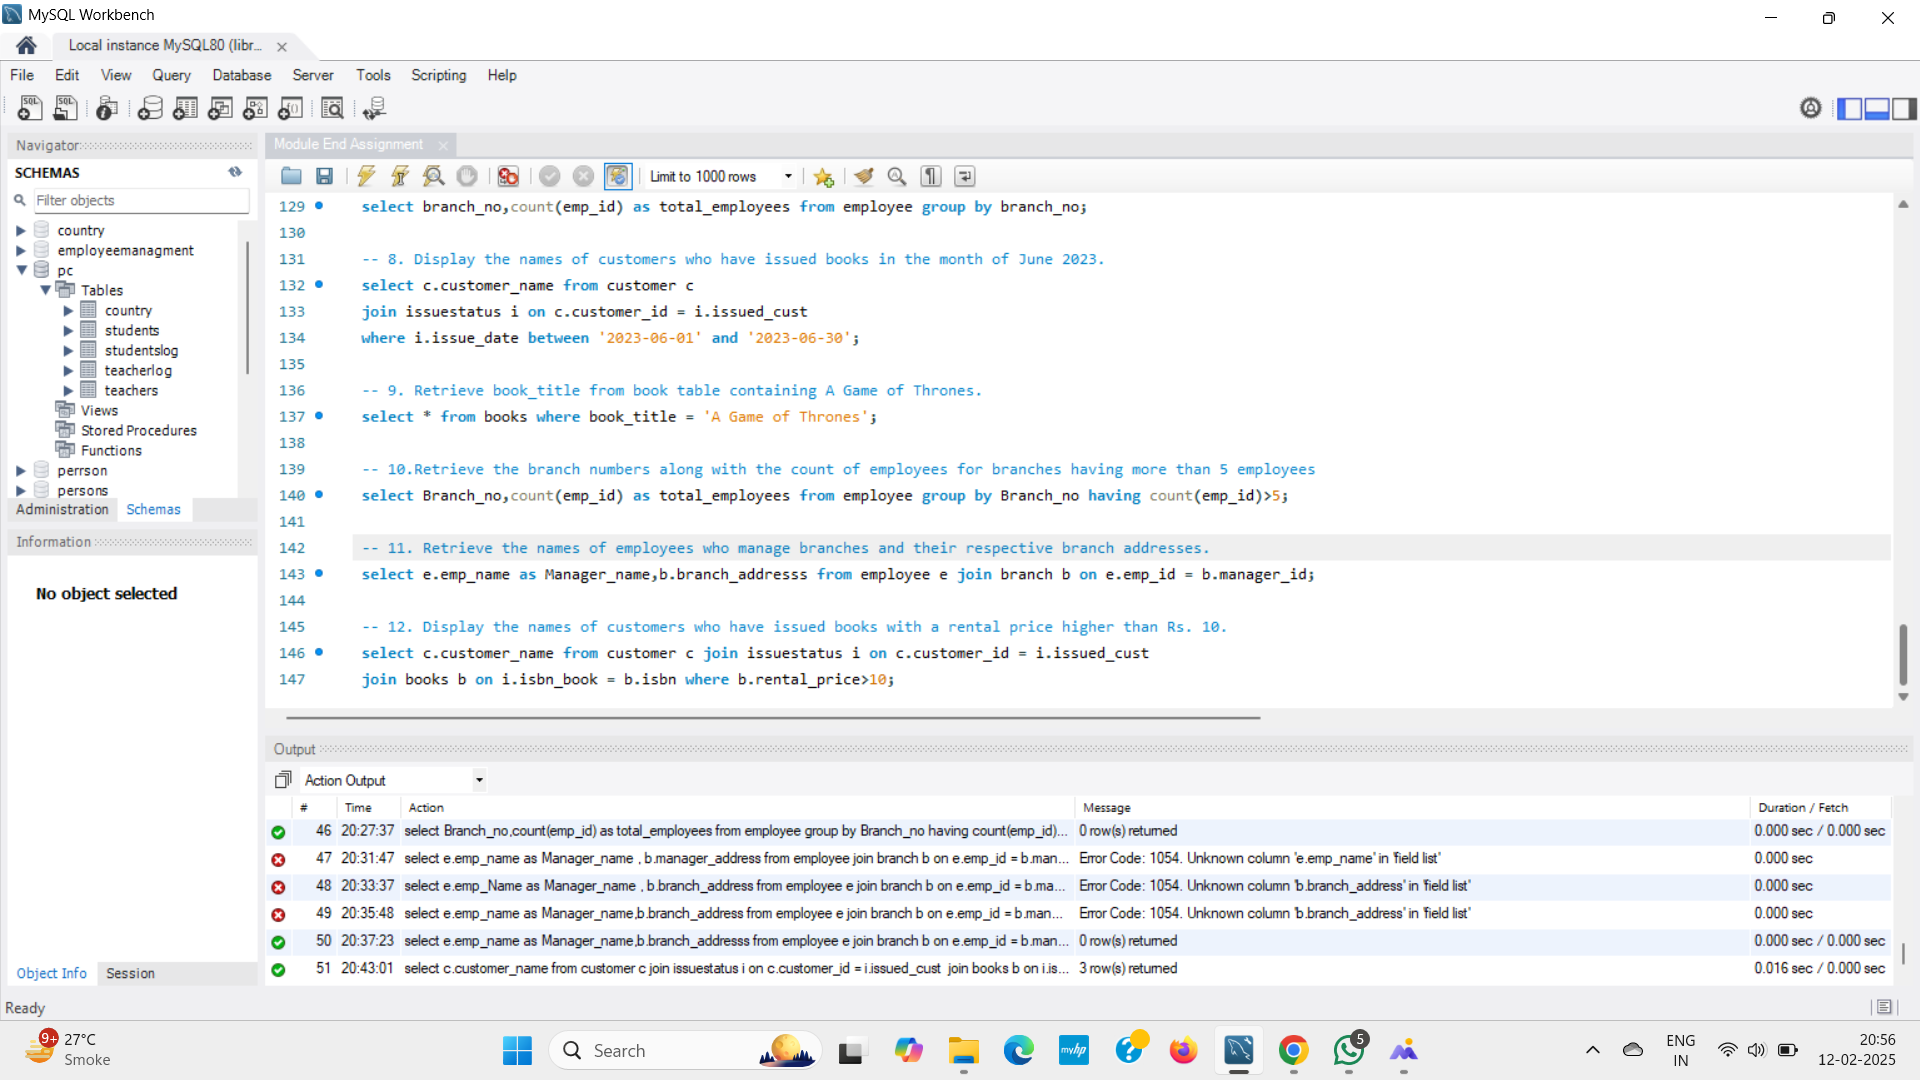 MySQL Workbench
Local instance MySQL80 (libr...
File Edit View Query Database Server Tools Scripting Help
Navigator
SCHEMAS
Filter objects
country
employeemanagment
pc
Tables
country
students
studentslog
teacherlog
teachers
Views
Stored Procedures
Functions
perrson
persons
Administration Schemas
Information
No object selected
Object Info Session
Module End Assignment
Limit to 1000 rows
129 select branch_no,count(emp_id) as total_employees from employee group by branch_no;
130
131 -- 8. Display the names of customers who have issued books in the month of June 2023.
132 select c.customer_name from customer c
133 join issuestatus i on c.customer_id = i.issued_cust
134 where i.issue_date between '2023-06-01' and '2023-06-30';
135
136 -- 9. Retrieve book_title from book table containing A Game of Thrones.
137 select * from books where book_title = 'A Game of Thrones';
138
139 -- 10.Retrieve the branch numbers along with the count of employees for branches having more than 5 employees
140 select Branch_no,count(emp_id) as total_employees from employee group by Branch_no having count(emp_id)>5;
141
142 -- 11. Retrieve the names of employees who manage branches and their respective branch addresses.
143 select e.emp_name as Manager_name,b.branch_addresss from employee e join branch b on e.emp_id = b.manager_id;
144
145 -- 12. Display the names of customers who have issued books with a rental price higher than Rs. 10.
146 select c.customer_name from customer c join issuestatus i on c.customer_id = i.issued_cust
147 join books b on i.isbn_book = b.isbn where b.rental_price>10;
Output
Action Output
# Time Action Message Duration / Fetch
46 20:27:37 select Branch_no,count(emp_id) as total_employees from employee group by Branch_no having count(emp_id)... 0 row(s) returned 0.000 sec / 0.000 sec
47 20:31:47 select e.emp_name as Manager_name , b.manager_address from employee join branch b on e.emp_id = b.man... Error Code: 1054. Unknown column 'e.emp_name' in 'field list' 0.000 sec
48 20:33:37 select e.emp_Name as Manager_name , b.branch_address from employee e join branch b on e.emp_id = b.ma... Error Code: 1054. Unknown column 'b.branch_address' in 'field list' 0.000 sec
49 20:35:48 select e.emp_name as Manager_name,b.branch_address from employee e join branch b on e.emp_id = b.man... Error Code: 1054. Unknown column 'b.branch_address' in 'field list' 0.000 sec
50 20:37:23 select e.emp_name as Manager_name,b.branch_addresss from employee e join branch b on e.emp_id = b.man... 0 row(s) returned 0.000 sec / 0.000 sec
51 20:43:01 select c.customer_name from customer c join issuestatus i on c.customer_id = i.issued_cust join books b on i.is... 3 row(s) returned 0.016 sec / 0.000 sec
Ready
9+
27°C
Smoke
Search
myhp
5
ENG
IN
20:56
12-02-2025